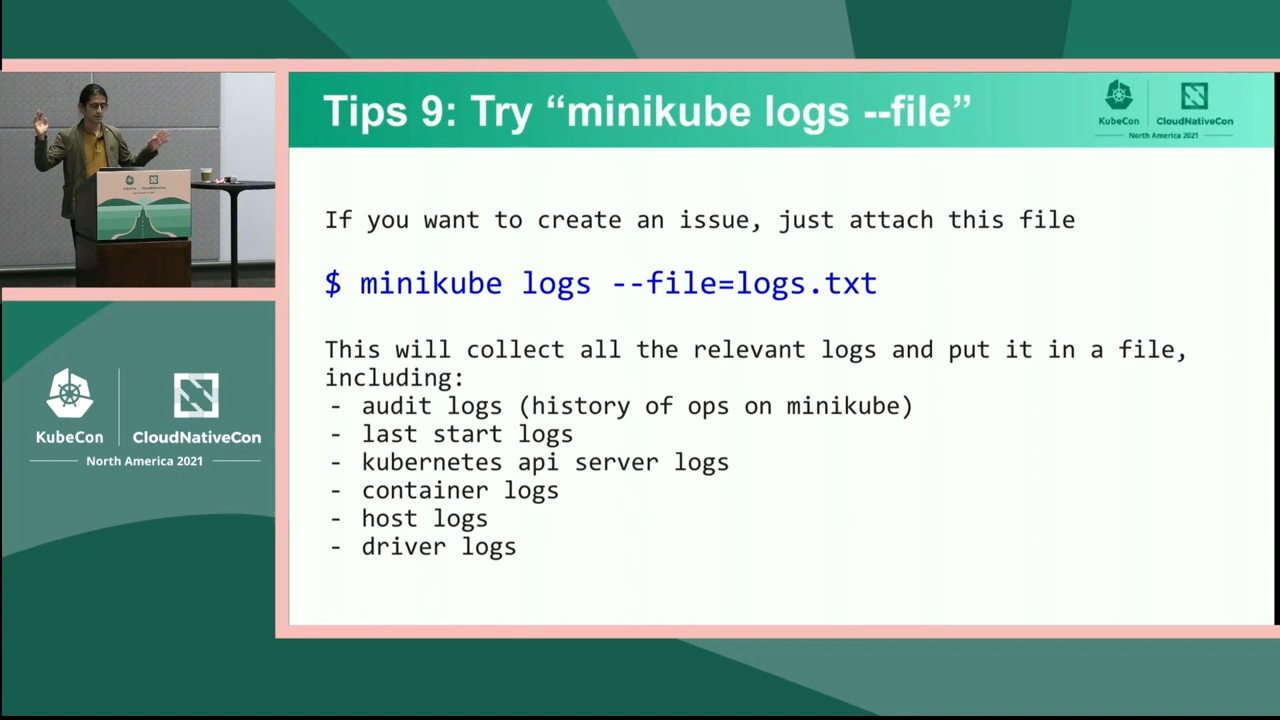 Tips 9: Try “minikube logs --file”
KubeCon
CloudNativeCon
North America 2021
If you want to create an issue, just attach this file
$ minikube logs --file=logs.txt
This will collect all the relevant logs and put it in a file,
including:
- audit logs (history of ops on minikube)
- last start logs
- kubernetes api server logs
- container logs
- host logs
- driver logs
KubeCon
CloudNativeCon
North America 2021